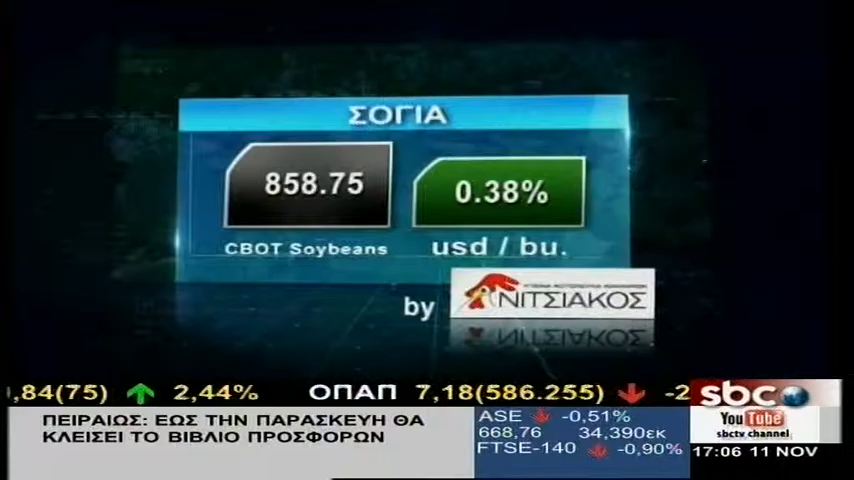 ΣΟΓΙΑ
858.75
0.38%
CBOT Soybeans
usd / bu.
by
ΝΙΤΣΙΑΚΟΣ
,84(75) 2,44% ΟΠΑΠ 7,18(586.255) -2
sbc
ΠΕΙΡΑΙΩΣ: ΕΩΣ ΤΗΝ ΠΑΡΑΣΚΕΥΗ ΘΑ
ΚΛΕΙΣΕΙ ΤΟ ΒΙΒΛΙΟ ΠΡΟΣΦΟΡΩΝ
ASE -0,51%
668,76 34,390εκ
FTSE-140 -0,90%
YouTube
sbctv channel
17:06 11 NOV